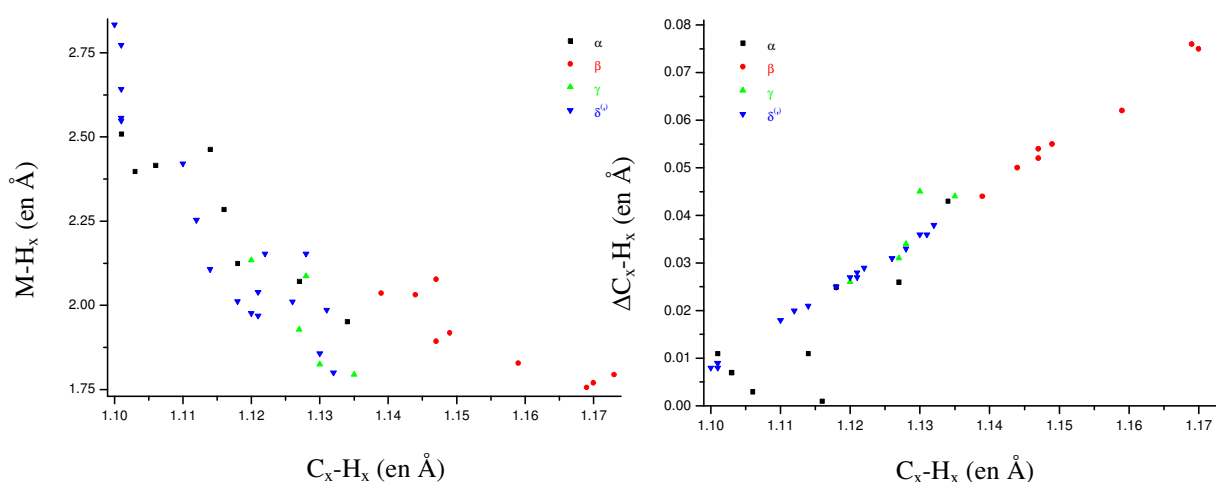 2.75
2.50
2.25
2.00
1.75
M-Hₓ (en Å)
α
β
γ
δ⁽'⁾
1.10 1.11 1.12 1.13 1.14 1.15 1.16 1.17
Cₓ-Hₓ (en Å)
0.08
0.07
0.06
0.05
0.04
0.03
0.02
0.01
0.00
ΔCₓ-Hₓ (en Å)
α
β
γ
δ⁽'⁾
1.10 1.11 1.12 1.13 1.14 1.15 1.16 1.17
Cₓ-Hₓ (en Å)